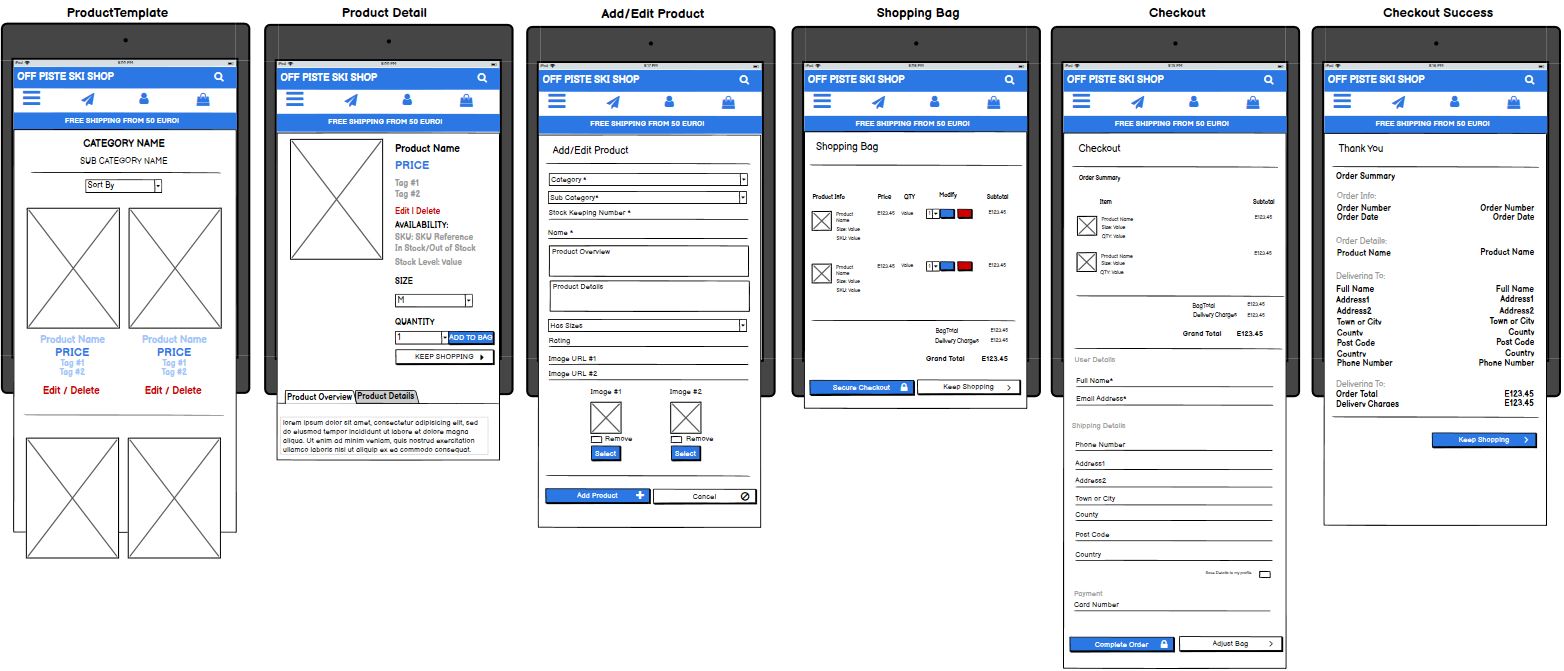 ProductTemplate
iPad
8:00 PM
OFF PISTE SKI SHOP
FREE SHIPPING FROM 50 EURO!
CATEGORY NAME
SUB CATEGORY NAME
Sort By
Product Name
PRICE
Tag #1
Tag #2
Edit / Delete
Product Name
PRICE
Tag #1
Tag #2
Edit / Delete
Product Detail
iPad
8:00 PM
OFF PISTE SKI SHOP
FREE SHIPPING FROM 50 EURO!
Product Name
PRICE
Tag #1
Tag #2
Edit | Delete
AVAILABILITY:
SKU: SKU Reference
In Stock/Out of Stock
Stock Level: Value
SIZE
M
QUANTITY
1
ADD TO BAG
KEEP SHOPPING
Product Overview
Product Details
lorem ipsum dolor sit amet, consectetur adipisicing elit, sed
do eiusmod tempor incididunt ut labore et dolore magna
aliqua. Ut enim ad minim veniam, quis nostrud exercitation
ullamco laboris nisi ut aliquip ex ea commodo consequat.
Add/Edit Product
iPad
OFF PISTE SKI SHOP
FREE SHIPPING FROM 50 EURO!
Add/Edit Product
Category *
Sub Category*
Stock Keeping Number *
Name *
Product Overview
Product Details
Has Sizes
Rating
Image URL #1
Image URL #2
Image #1
Image #2
Remove
Remove
Select
Select
Add Product
Cancel
Shopping Bag
iPad
OFF PISTE SKI SHOP
FREE SHIPPING FROM 50 EURO!
Shopping Bag
Product Info
Price
QTY
Modify
Subtotal
Product
Name
Size: Value
SKU: Value
E123.45
Value
1
E123.45
Product
Name
Size: Value
SKU: Value
E123.45
Value
1
E123.45
BagTotal
E123.45
Delivery Charges
E123.45
Grand Total
E123.45
Secure Checkout
Keep Shopping
Checkout
iPad
OFF PISTE SKI SHOP
FREE SHIPPING FROM 50 EURO!
Checkout
Order Summary
Item
Subtotal
Product Name
Size: Value
QTY: Value
E123.45
Product Name
Size: Value
QTY: Value
E123.45
BagTotal
E123.45
Delivery Charges
E123.45
Grand Total
E123.45
User Details
Full Name*
Email Address*
Shipping Details
Phone Number
Address1
Address2
Town or City
County
Post Code
Country
Save Details to my profile
Payment
Card Number
Complete Order
Adjust Bag
Checkout Success
iPad
OFF PISTE SKI SHOP
FREE SHIPPING FROM 50 EURO!
Thank You
Order Summary
Order Info:
Order Number
Order Number
Order Date
Order Date
Order Details:
Product Name
Product Name
Delivering To:
Full Name
Full Name
Address1
Address1
Address2
Address2
Town or City
Town or City
County
County
Post Code
Post Code
Country
Country
Phone Number
Phone Number
Delivering To:
Order Total
E123.45
Delivery Charges
E123.45
Keep Shopping